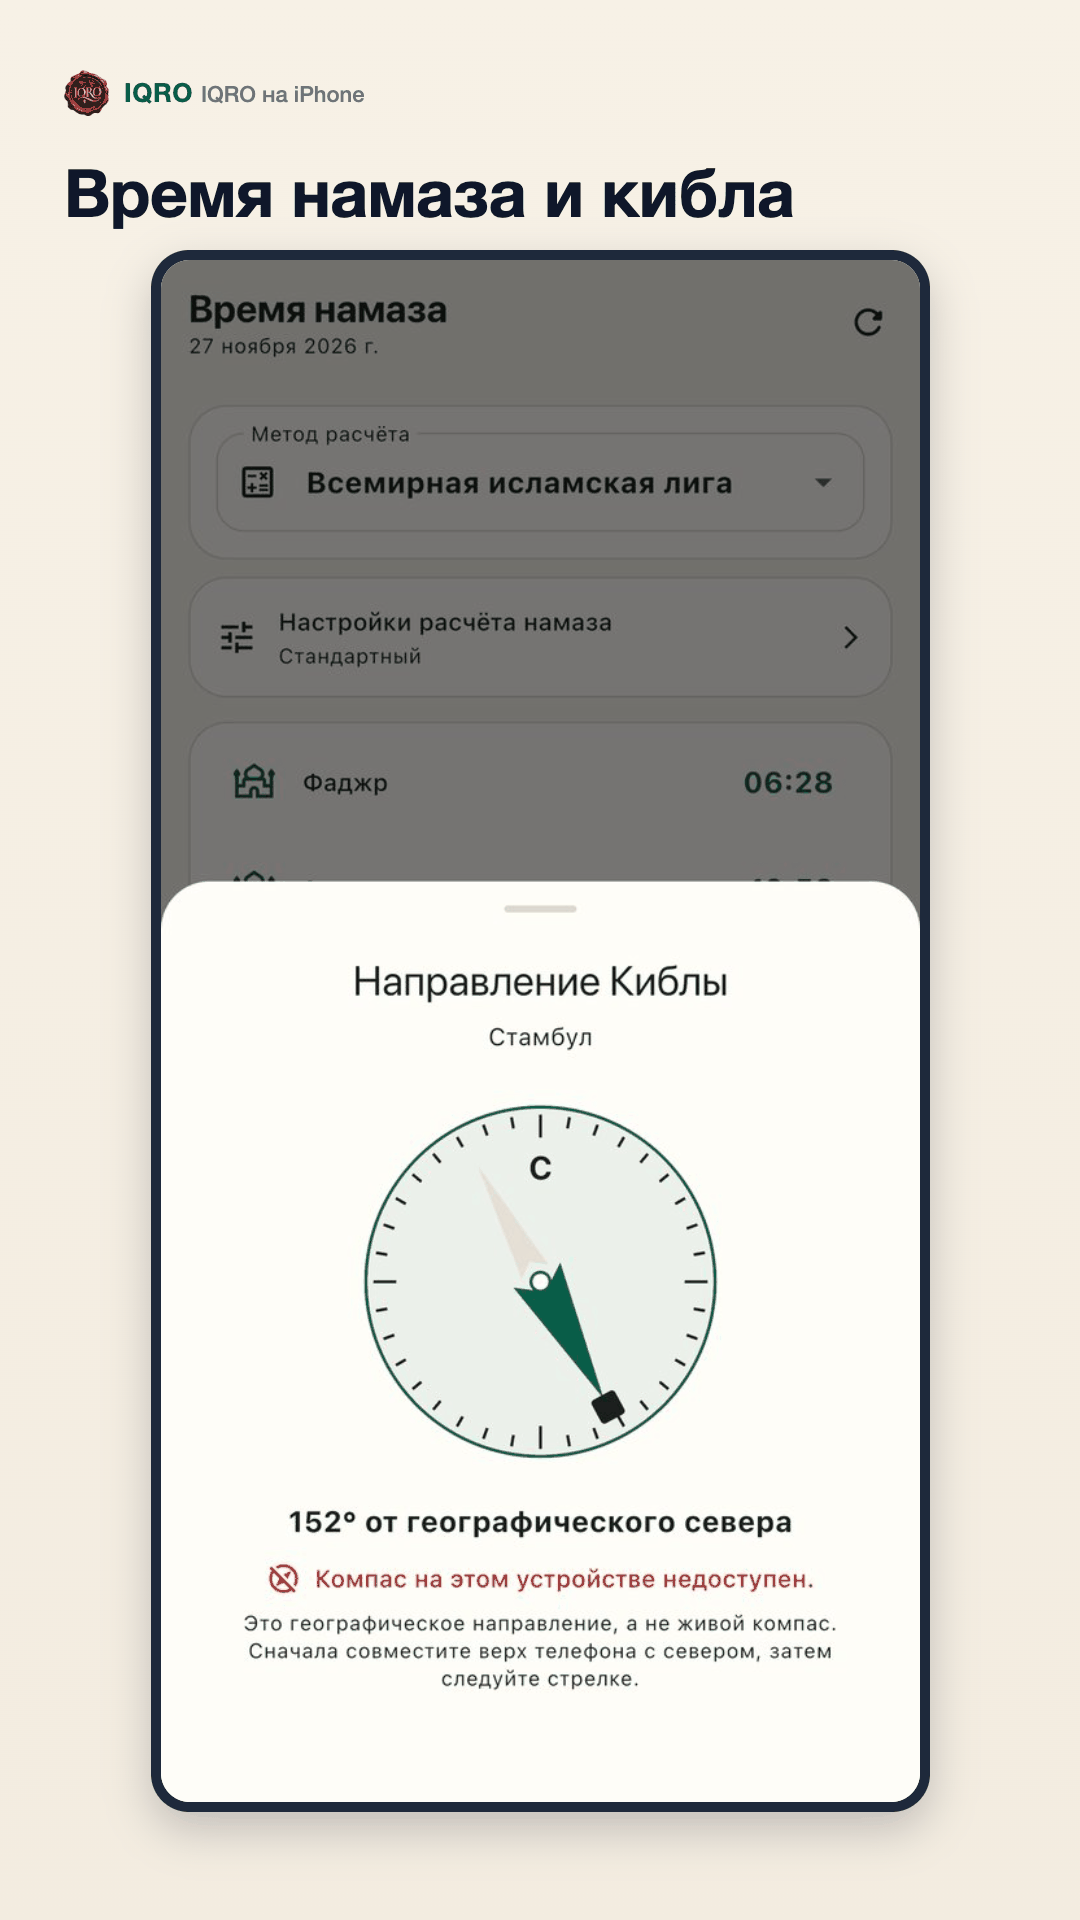 IQRO IQRO на iPhone
Время намаза и кибла
Время намаза
27 ноября 2026 г.
Метод расчёта
Всемирная исламская лига
Настройки расчёта намаза
Стандартный
Фаджр 06:28
Направление Киблы
Стамбул
С
152° от географического севера
Компас на этом устройстве недоступен.
Это географическое направление, а не живой компас.
Сначала совместите верх телефона с севером, затем
следуйте стрелке.